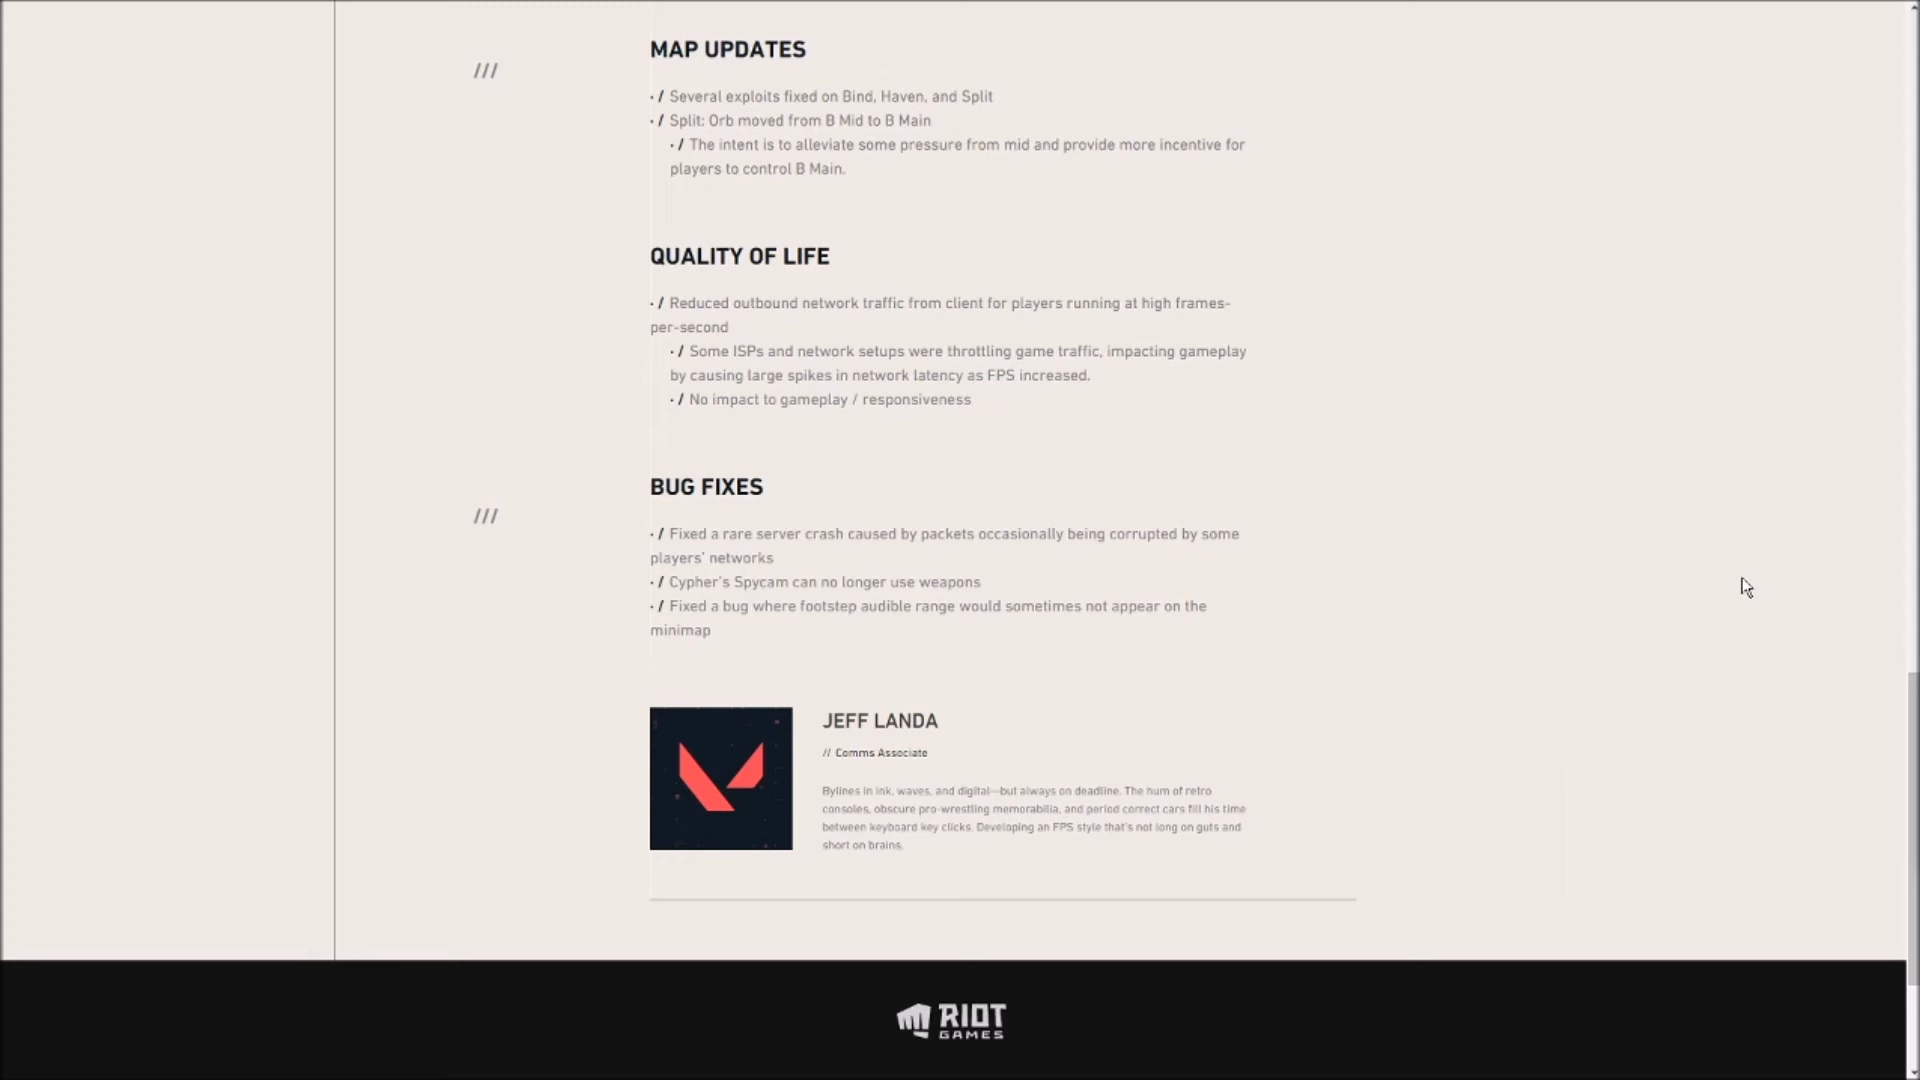 MAP UPDATES
///
· / Several exploits fixed on Bind, Haven, and Split
· / Split: Orb moved from B Mid to B Main
· / The intent is to alleviate some pressure from mid and provide more incentive for
players to control B Main.
QUALITY OF LIFE
· / Reduced outbound network traffic from client for players running at high frames-
per-second
· / Some ISPs and network setups were throttling game traffic, impacting gameplay
by causing large spikes in network latency as FPS increased.
· / No impact to gameplay / responsiveness
BUG FIXES
///
· / Fixed a rare server crash caused by packets occasionally being corrupted by some
players' networks
· / Cypher's Spycam can no longer use weapons
· / Fixed a bug where footstep audible range would sometimes not appear on the
minimap
JEFF LANDA
// Comms Associate
Bylines in ink, waves, and digital—but always on deadline. The hum of retro
consoles, obscure pro-wrestling memorabilia, and period correct cars fill his time
between keyboard key clicks. Developing an FPS style that's not long on guts and
short on brains.
RIOT
GAMES